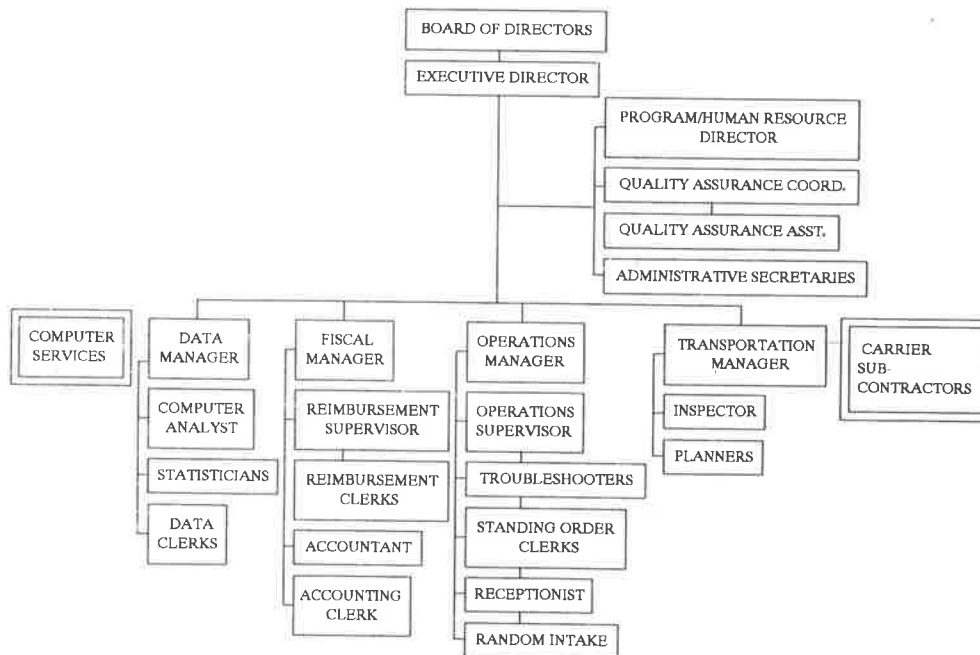 BOARD OF DIRECTORS
EXECUTIVE DIRECTOR
PROGRAM/HUMAN RESOURCE
DIRECTOR
QUALITY ASSURANCE COORD.
QUALITY ASSURANCE ASST.
ADMINISTRATIVE SECRETARIES
COMPUTER
SERVICES
DATA
MANAGER
COMPUTER
ANALYST
STATISTICIANS
DATA
CLERKS
FISCAL
MANAGER
REIMBURSEMENT
SUPERVISOR
REIMBURSEMENT
CLERKS
ACCOUNTANT
ACCOUNTING
CLERK
OPERATIONS
MANAGER
OPERATIONS
SUPERVISOR
TROUBLESHOOTERS
STANDING ORDER
CLERKS
RECEPTIONIST
RANDOM INTAKE
TRANSPORTATION
MANAGER
INSPECTOR
PLANNERS
CARRIER
SUB-
CONTRACTORS